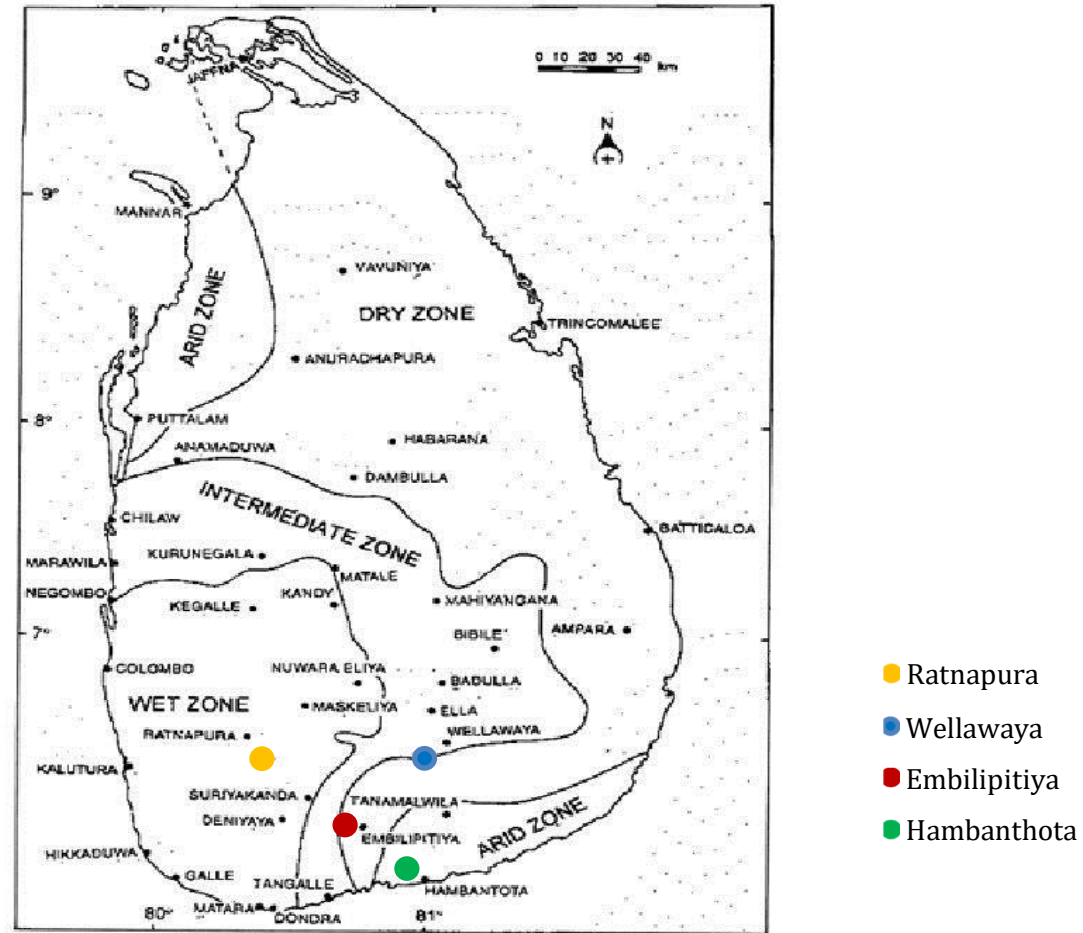 JAFFNA
0 10 20 30 40
km
N
9°
MANNAR
VAVUNIYA
ARID ZONE
DRY ZONE
TRINCOMALEE
ANURADHAPURA
8°
PUTTALAM
ANAMADUWA
HABARANA
DAMBULLA
INTERMEDIATE ZONE
CHILAW
BATTICALOA
KURUNEGALA
MARAWILA
MATALE
NEGOMBO
KANDY
MAHIYANGANA
KEGALLE
7°
BIBILE
AMPARA
COLOMBO
NUWARA ELIYA
BADULLA
WET ZONE
MASKELIYA
ELLA
WELLAWAYA
RATNAPURA
KALUTURA
SURIYAKANDA
TANAMALWILA
DENIYAYA
EMBILIPITIYA
ARID ZONE
HIKKADUWA
GALLE
TANGALLE
HAMBANTOTA
MATARA
DONDRA
80°
81°
Ratnapura
Wellawaya
Embilipitiya
Hambanthota